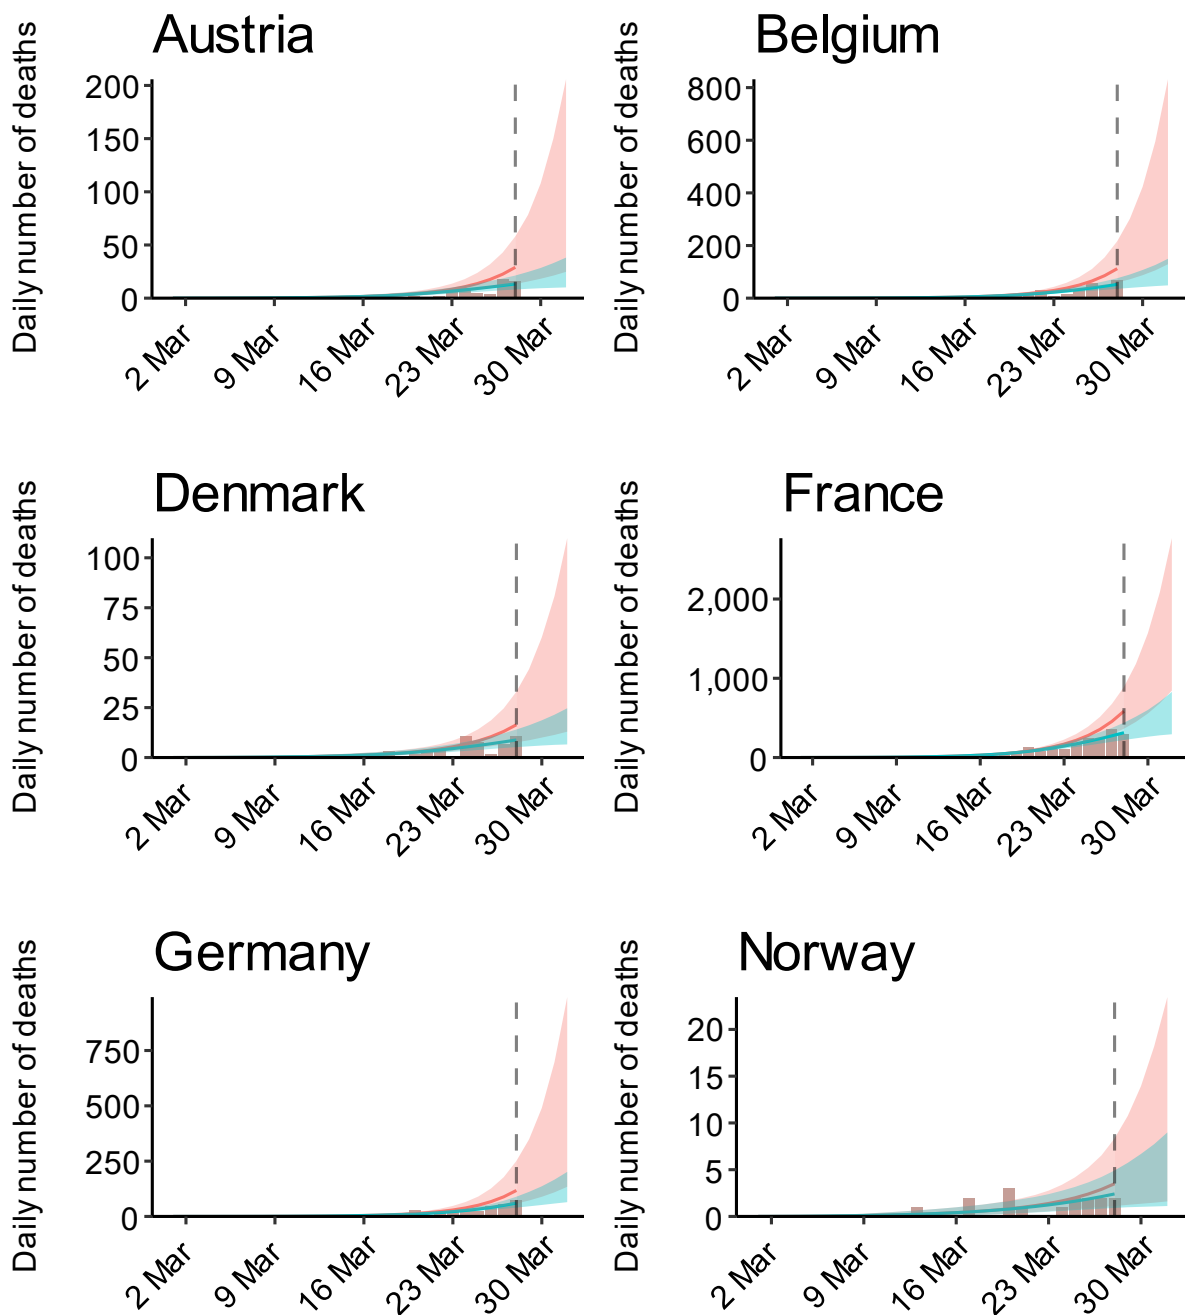 Austria
Daily number of deaths
200
150
100
50
0
2 Mar
9 Mar
16 Mar
23 Mar
30 Mar
Belgium
Daily number of deaths
800
600
400
200
0
2 Mar
9 Mar
16 Mar
23 Mar
30 Mar
Denmark
Daily number of deaths
100
75
50
25
0
2 Mar
9 Mar
16 Mar
23 Mar
30 Mar
France
Daily number of deaths
2,000
1,000
0
2 Mar
9 Mar
16 Mar
23 Mar
30 Mar
Germany
Daily number of deaths
750
500
250
0
2 Mar
9 Mar
16 Mar
23 Mar
30 Mar
Norway
Daily number of deaths
20
15
10
5
0
2 Mar
9 Mar
16 Mar
23 Mar
30 Mar